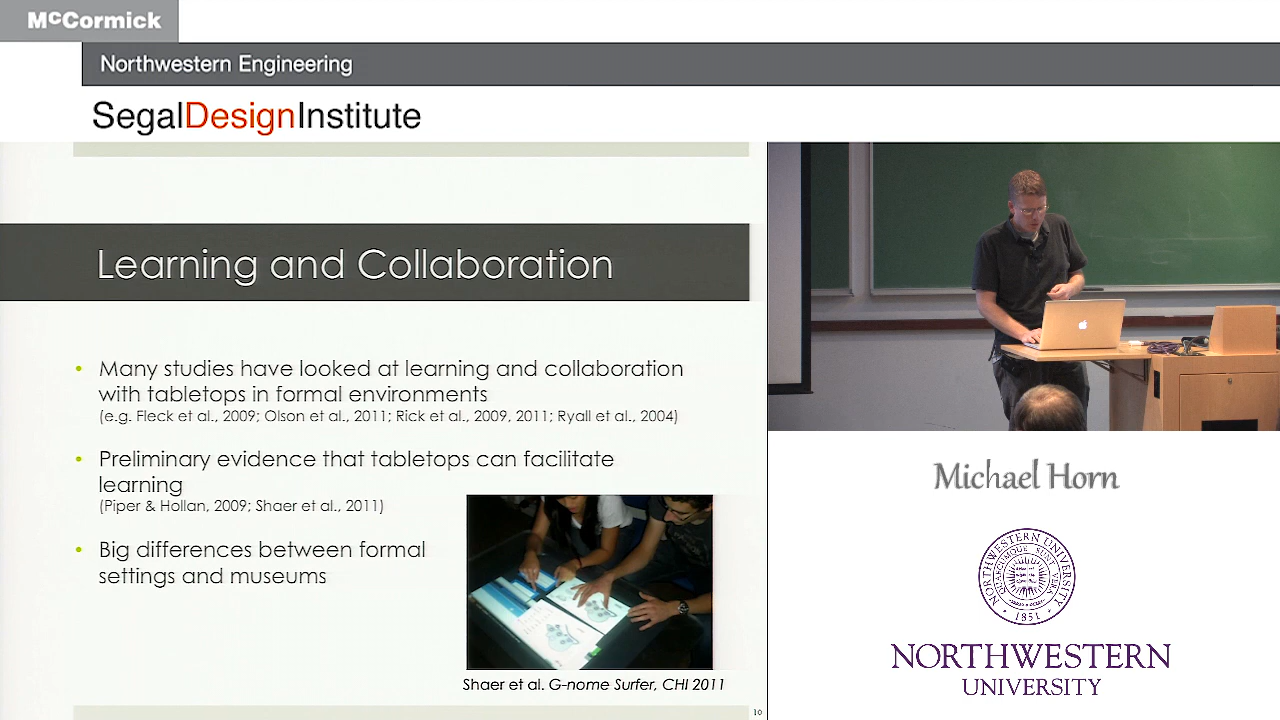 McCormick
Northwestern Engineering
SegalDesignInstitute
Learning and Collaboration
• Many studies have looked at learning and collaboration
with tabletops in formal environments
(e.g. Fleck et al., 2009; Olson et al., 2011; Rick et al., 2009, 2011; Ryall et al., 2004)
• Preliminary evidence that tabletops can facilitate
learning
(Piper & Hollan, 2009; Shaer et al., 2011)
• Big differences between formal
settings and museums
Shaer et al. G-nome Surfer, CHI 2011
10
Michael Horn
NORTHWESTERN UNIVERSITY
1851
NORTHWESTERN
UNIVERSITY